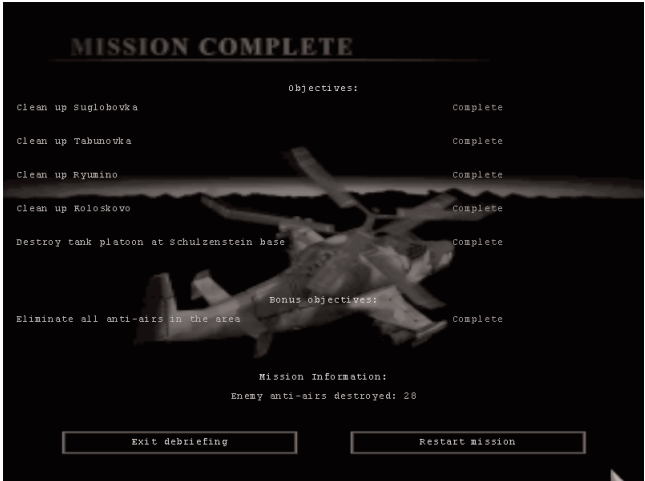 MISSION COMPLETE
Objectives:
Clean up Suglobovka Complete
Clean up Tabunovka Complete
Clean up Ryumino Complete
Clean up Koloskovo Complete
Destroy tank platoon at Schulzenstein base Complete
Bonus objectives:
Eliminate all anti-airs in the area Complete
Mission Information:
Enemy anti-airs destroyed: 28
Exit debriefing Restart mission